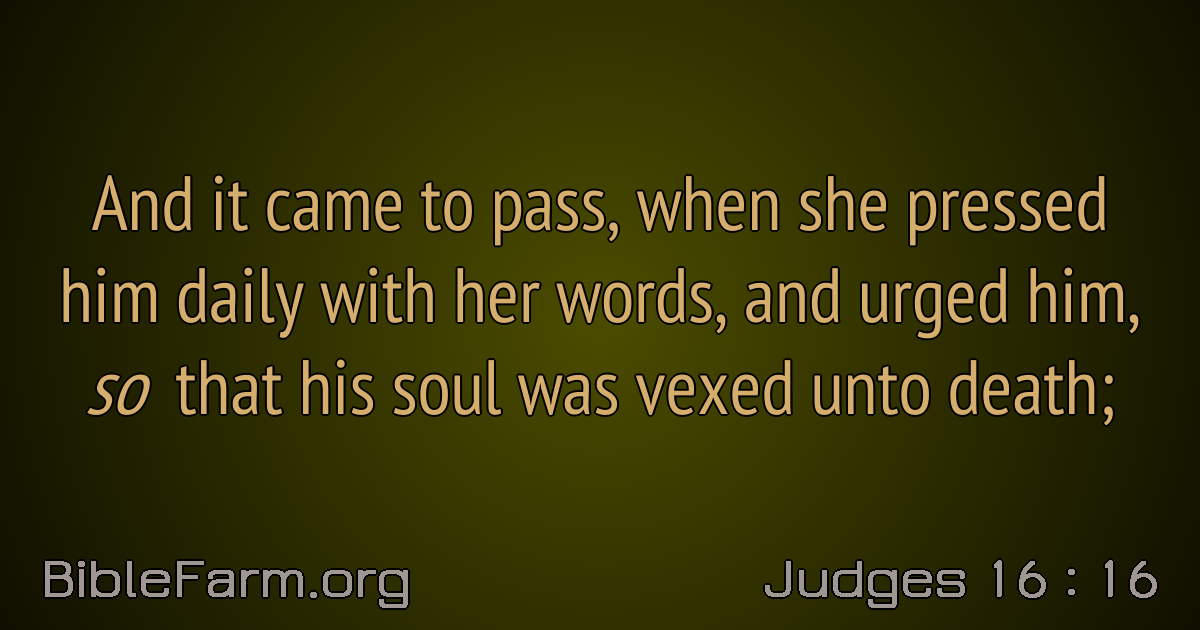 And it came to pass, when she pressed
him daily with her words, and urged him,
so that his soul was vexed unto death;
BibleFarm.org
Judges 16 : 16